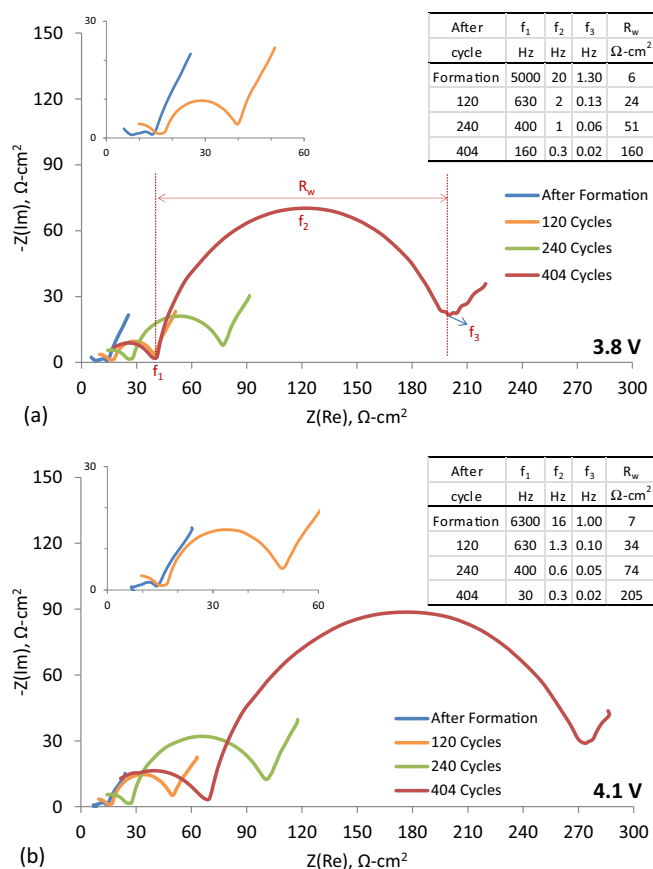 30
0
0
30
60
After f₁ f₂ f₃ R_w
cycle Hz Hz Hz Ω-cm²
Formation 5000 20 1.30 6
120 630 2 0.13 24
240 400 1 0.06 51
404 160 0.3 0.02 160
150
120
90
60
30
0
-Z(Im), Ω-cm²
R_w
f₂
f₁
f₃
After Formation
120 Cycles
240 Cycles
404 Cycles
3.8 V
0 30 60 90 120 150 180 210 240 270 300
(a)
Z(Re), Ω-cm²
30
0
0
30
60
After f₁ f₂ f₃ R_w
cycle Hz Hz Hz Ω-cm²
Formation 6300 16 1.00 7
120 630 1.3 0.10 34
240 400 0.6 0.05 74
404 30 0.3 0.02 205
150
120
90
60
30
0
-Z(Im), Ω-cm²
After Formation
120 Cycles
240 Cycles
404 Cycles
4.1 V
0 30 60 90 120 150 180 210 240 270 300
(b)
Z(Re), Ω-cm²